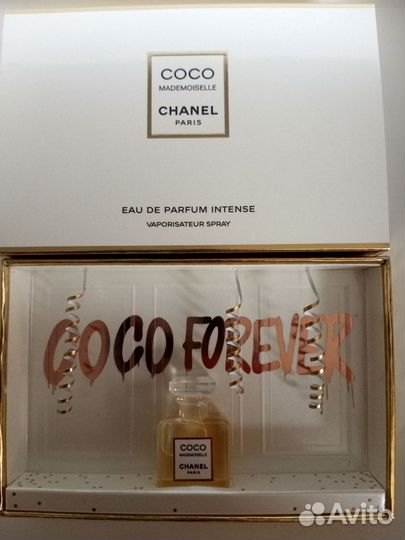 COCO
MADEMOISELLE
CHANEL
PARIS
EAU DE PARFUM INTENSE
VAPORISATEUR SPRAY
COCO FOREVER
COCO
MADEMOISELLE
CHANEL
PARIS
Avito